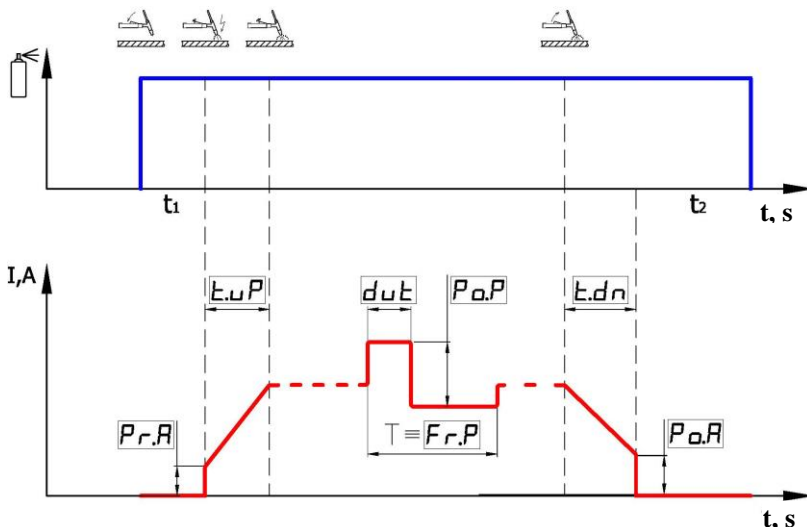 t₁
t₂
t, s
I,A
t.uP
dut
Po.P
t.dn
Pr.A
T ≡ Fr.P
Po.A
t, s